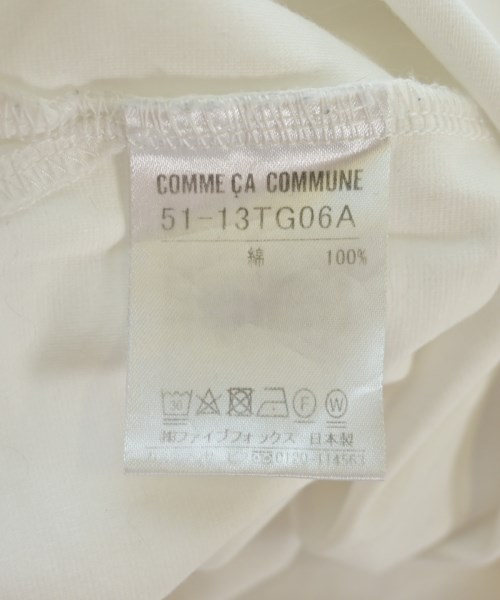 COMME ÇA COMMUNE
51-13TG06A
綿 100%
30 F W
㈱ファイブフォックス 日本製
0120-114563